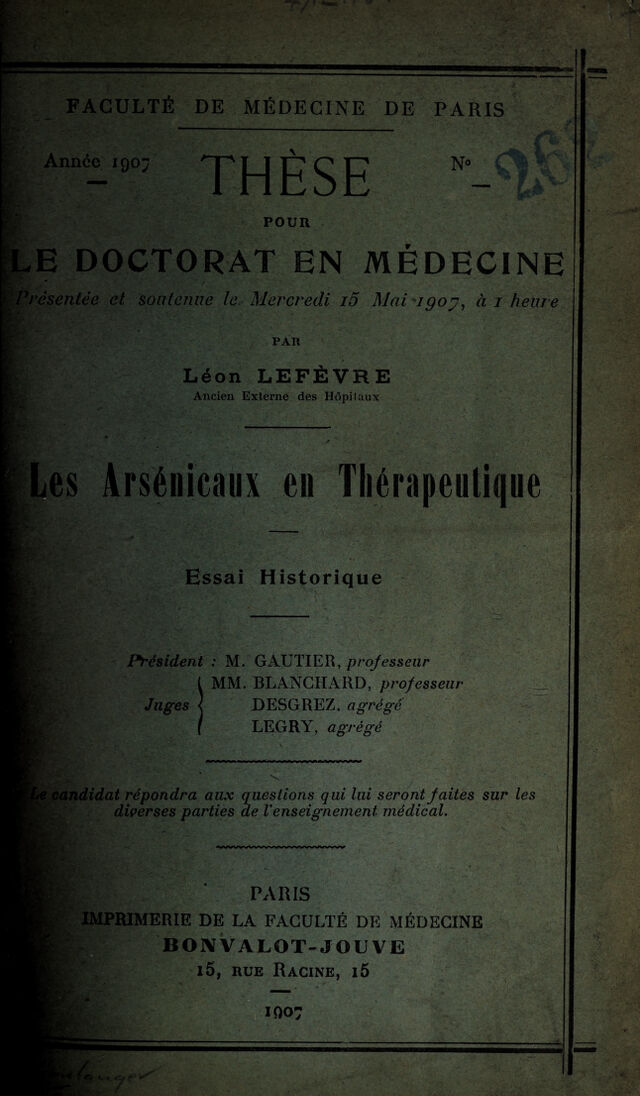 FACULTÉ DE MÉDECINE DE PARIS
Année 1907
THÈSE
N° 262
POUR
LE DOCTORAT EN MÉDECINE
Présentée et soutenue le Mercredi 15 Mai 1907, à 1 heure
PAR
Léon LEFÈVRE
Ancien Externe des Hôpitaux
Les Arsénicaux en Thérapeutique
Essai Historique
Président : M. GAUTIER, professeur
MM. BLANCHARD, professeur
Juges DESGREZ, agrégé
LEGRY, agrégé
Le candidat répondra aux questions qui lui seront faites sur les
diverses parties de l'enseignement médical.
PARIS
IMPRIMERIE DE LA FACULTÉ DE MÉDECINE
BONVALOT-JOUVE
15, RUE RACINE, 15
1907